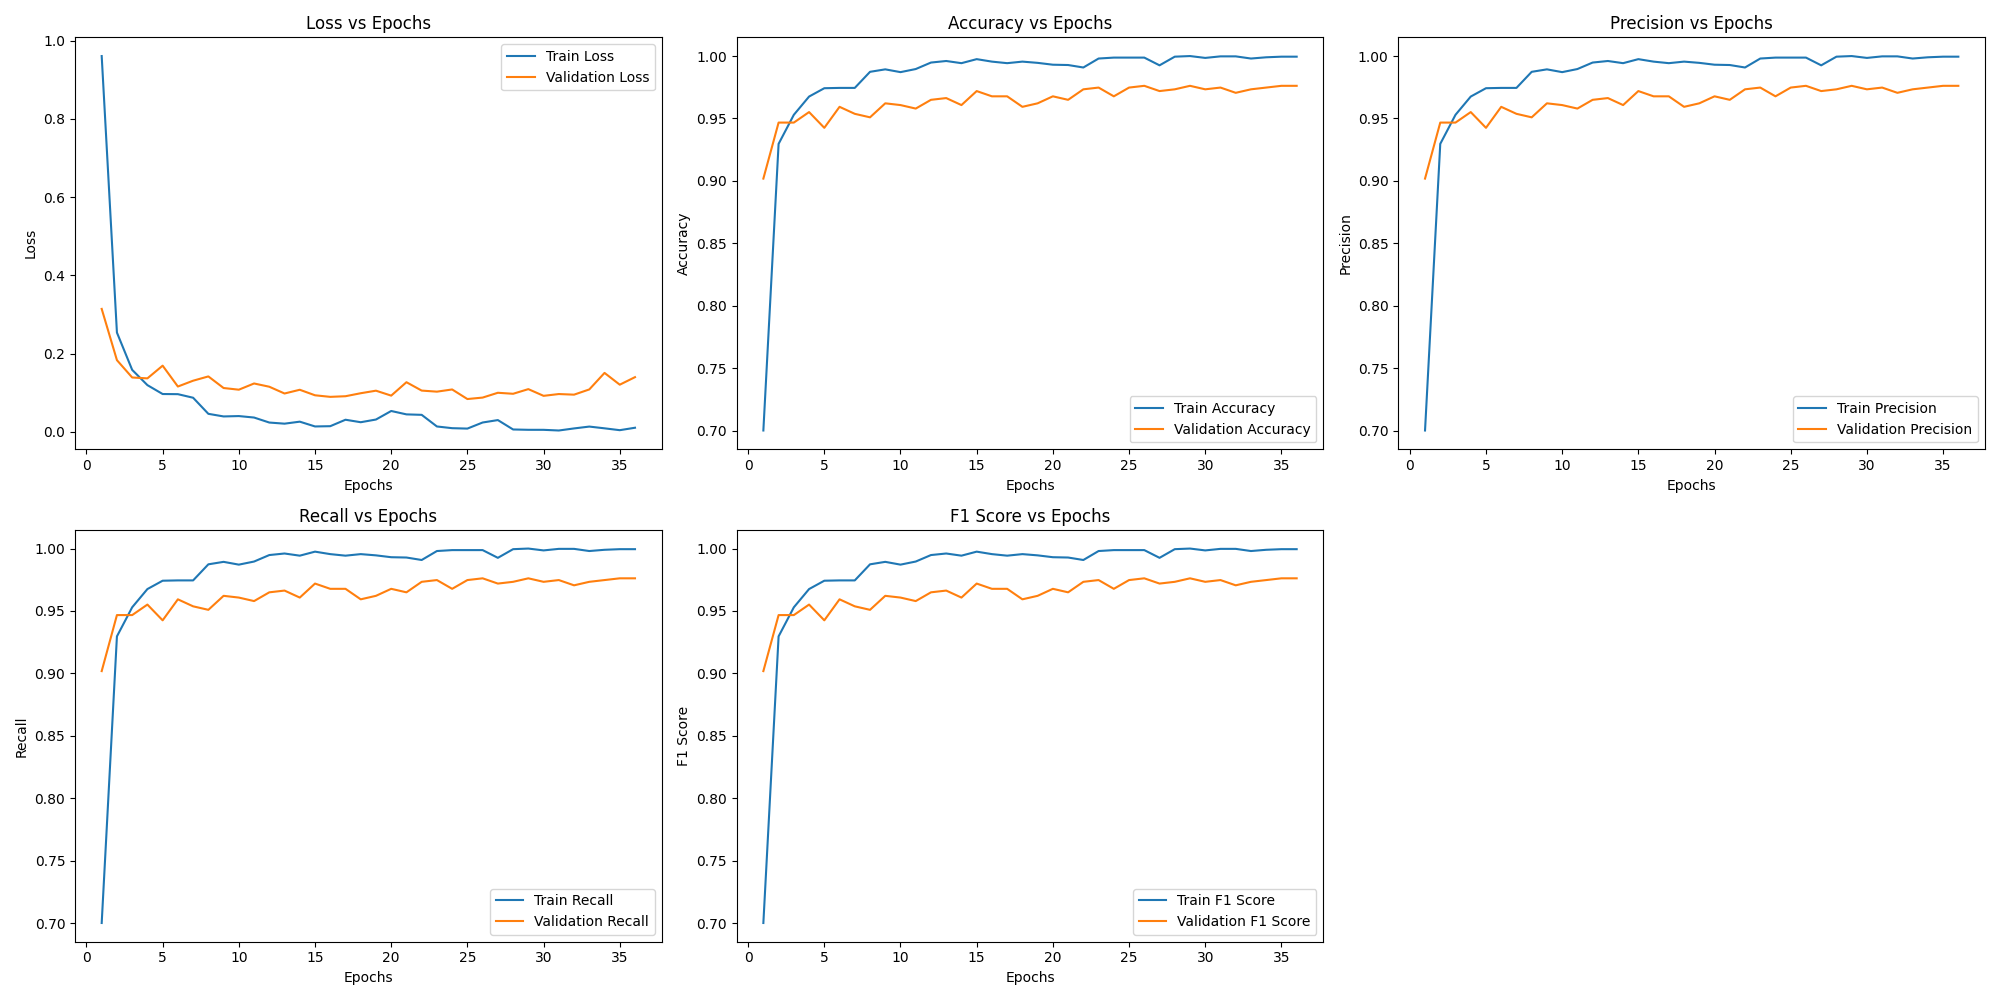 Loss vs Epochs
1.0
0.8
0.6
0.4
0.2
0.0
Loss
Train Loss
Validation Loss
0 5 10 15 20 25 30 35
Epochs
Accuracy vs Epochs
1.00
0.95
0.90
0.85
0.80
0.75
0.70
Accuracy
Train Accuracy
Validation Accuracy
0 5 10 15 20 25 30 35
Epochs
Precision vs Epochs
1.00
0.95
0.90
0.85
0.80
0.75
0.70
Precision
Train Precision
Validation Precision
0 5 10 15 20 25 30 35
Epochs
Recall vs Epochs
1.00
0.95
0.90
0.85
0.80
0.75
0.70
Recall
Train Recall
Validation Recall
0 5 10 15 20 25 30 35
Epochs
F1 Score vs Epochs
1.00
0.95
0.90
0.85
0.80
0.75
0.70
F1 Score
Train F1 Score
Validation F1 Score
0 5 10 15 20 25 30 35
Epochs